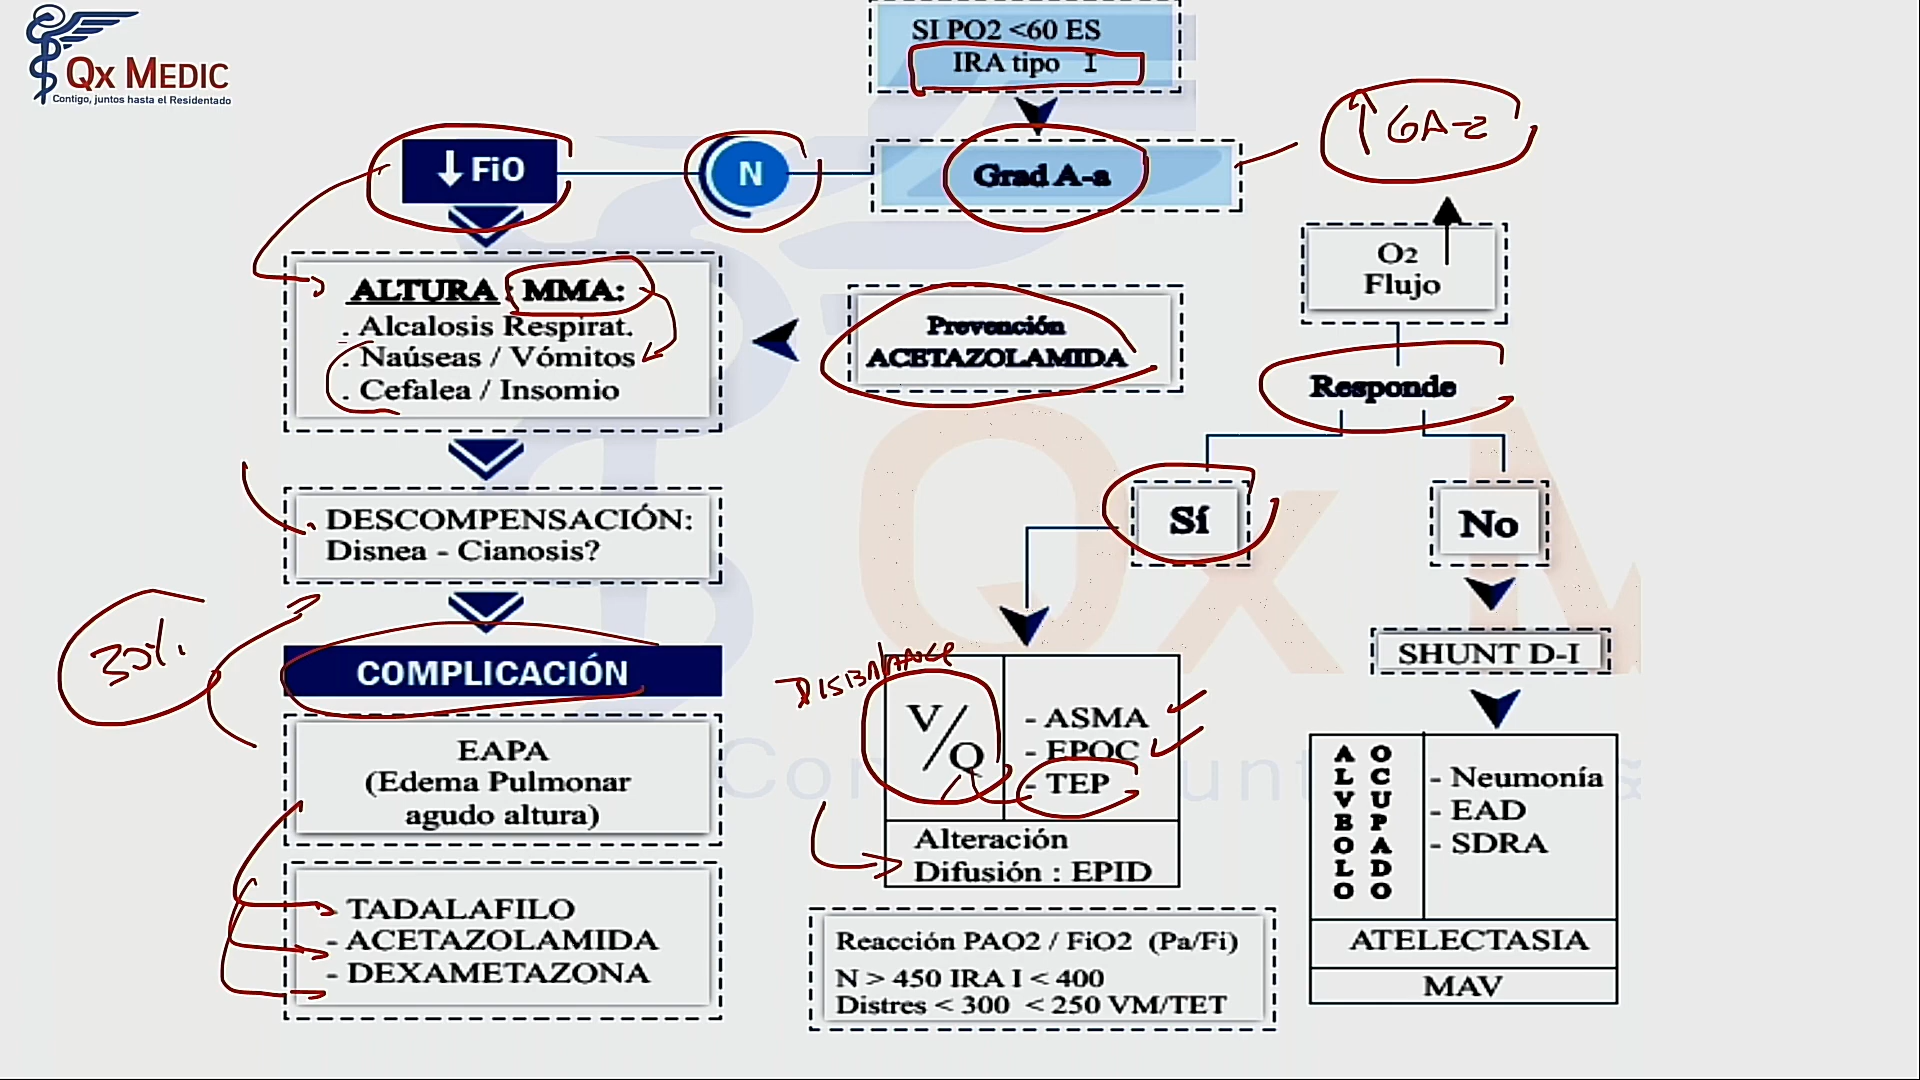 Qx MEDIC
Contigo, juntos hasta el Residentado
SI PO2 <60 ES
IRA tipo I
↓ FiO
N
Grad A-a
↑ GA-a
ALTURA : MMA:
. Alcalosis Respirat.
. Naúseas / Vómitos
. Cefalea / Insomio
Prevención
ACETAZOLAMIDA
O2
Flujo
Responde
Sí
No
DESCOMPENSACIÓN:
Disnea - Cianosis?
30%
COMPLICACIÓN
EAPA
(Edema Pulmonar
agudo altura)
- TADALAFILO
- ACETAZOLAMIDA
- DEXAMETAZONA
V/Q
- ASMA
- EPOC
- TEP
Alteración
Difusión : EPID
Reacción PAO2 / FiO2 (Pa/Fi)
N > 450 IRA I < 400
Distres < 300 < 250 VM/TET
SHUNT D-I
ALVEOLO
OCUPADO
- Neumonía
- EAD
- SDRA
ATELECTASIA
MAV